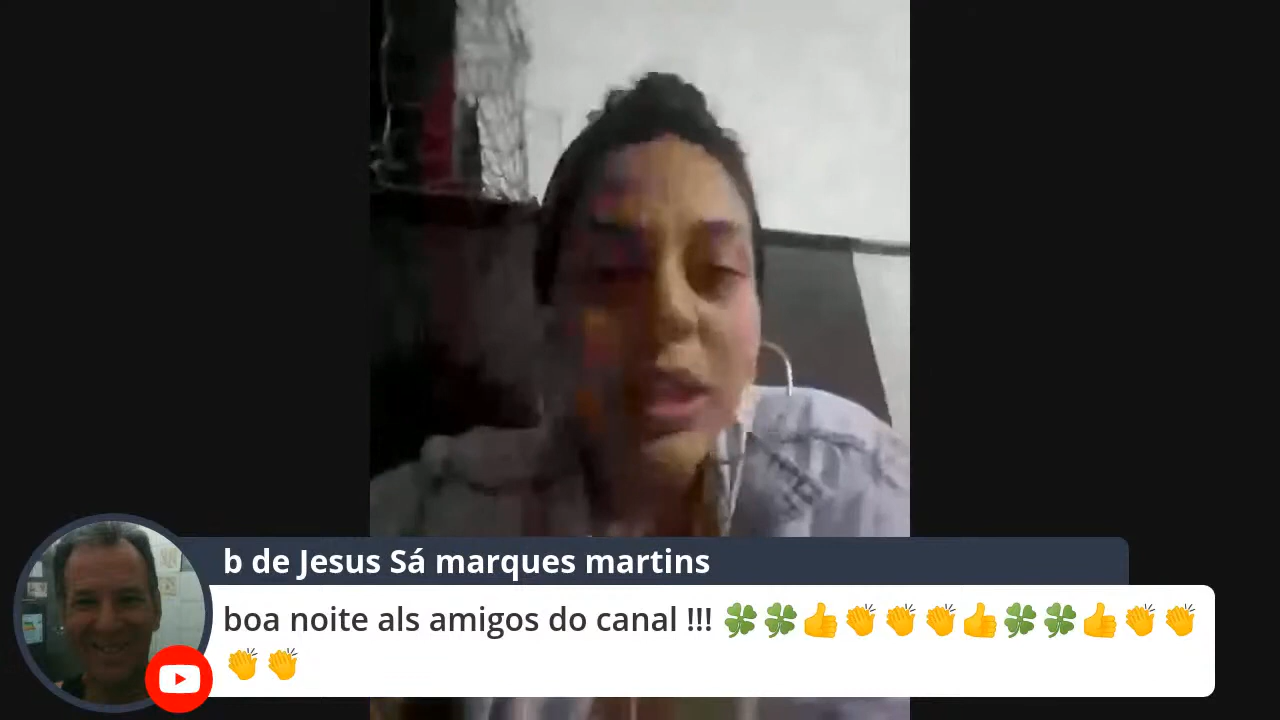 b de Jesus Sá marques martins
boa noite als amigos do canal !!! 🍀🍀👍👏👏👏👍🍀🍀👍👏👏
👏👏